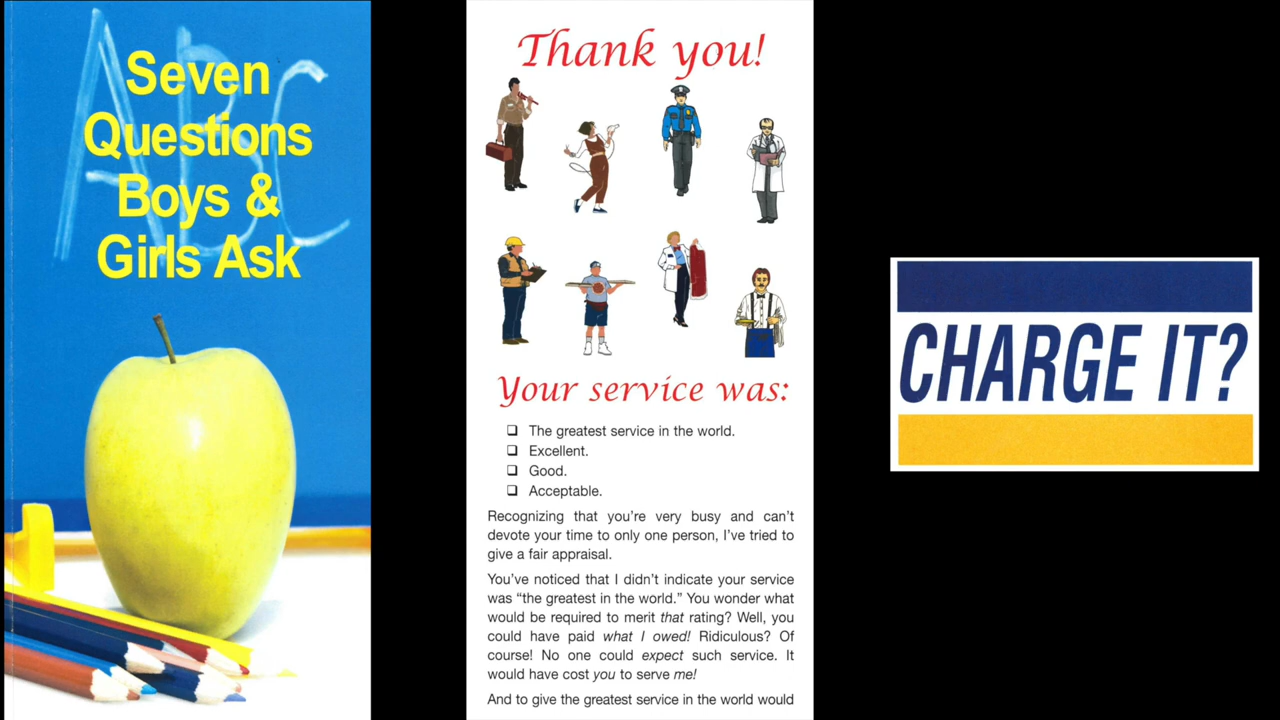 ABC
Seven
Questions
Boys &
Girls Ask
Thank you!
Your service was:
❑ The greatest service in the world.
❑ Excellent.
❑ Good.
❑ Acceptable.
Recognizing that you're very busy and can't
devote your time to only one person, I've tried to
give a fair appraisal.
You've noticed that I didn't indicate your service
was “the greatest in the world.” You wonder what
would be required to merit that rating? Well, you
could have paid what I owed! Ridiculous? Of
course! No one could expect such service. It
would have cost you to serve me!
And to give the greatest service in the world would
CHARGE IT?